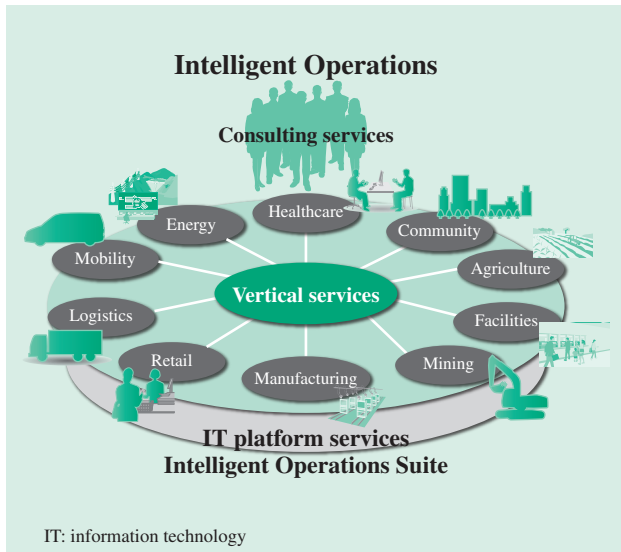 Intelligent Operations
Consulting services
Healthcare
Energy
Community
Mobility
Agriculture
Vertical services
Logistics
Facilities
Retail
Mining
Manufacturing
IT platform services
Intelligent Operations Suite
IT: information technology